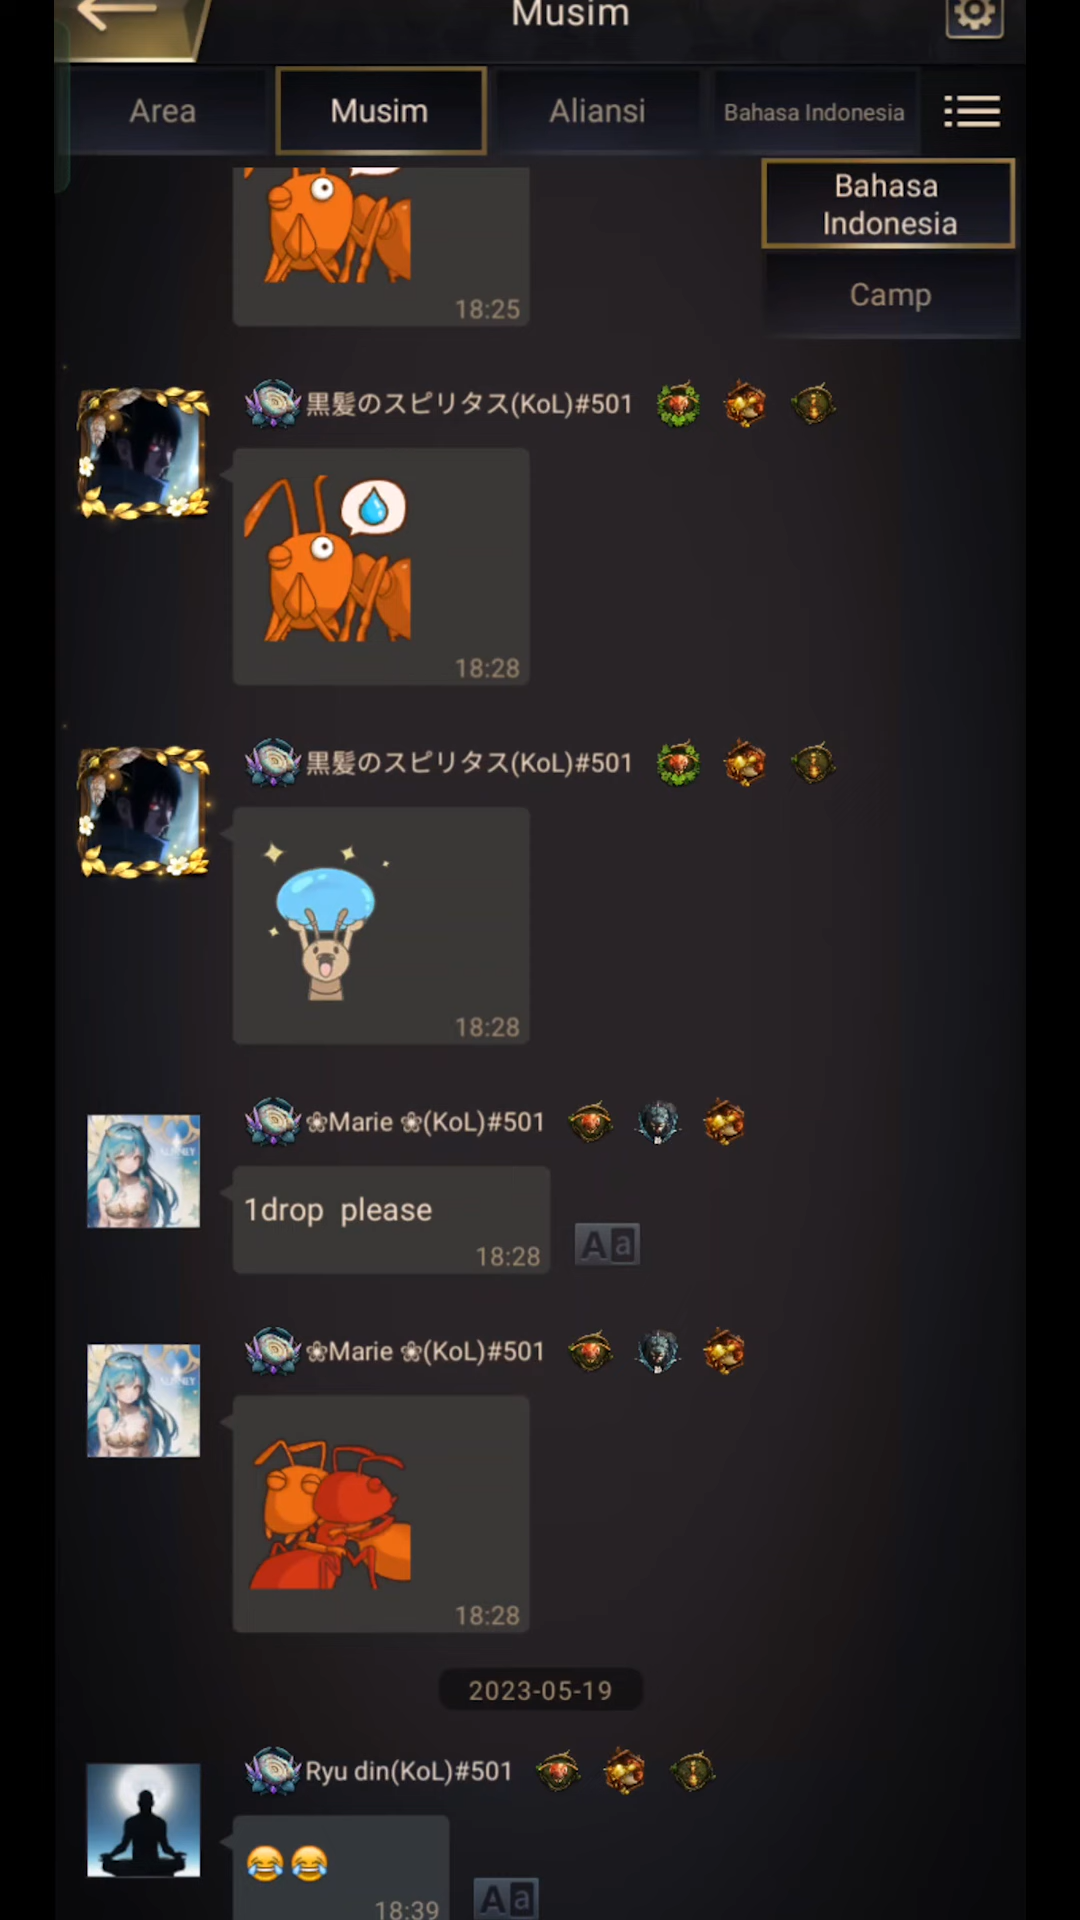 Musim
Area
Musim
Aliansi
Bahasa Indonesia
Bahasa
Indonesia
Camp
18:25
黒髪のスピリタス(KoL)#501
18:28
黒髪のスピリタス(KoL)#501
18:28
❀Marie ❀(KoL)#501
1drop please
18:28
Aa
❀Marie ❀(KoL)#501
18:28
2023-05-19
Ryu din(KoL)#501
😂😂
18:39
Aa